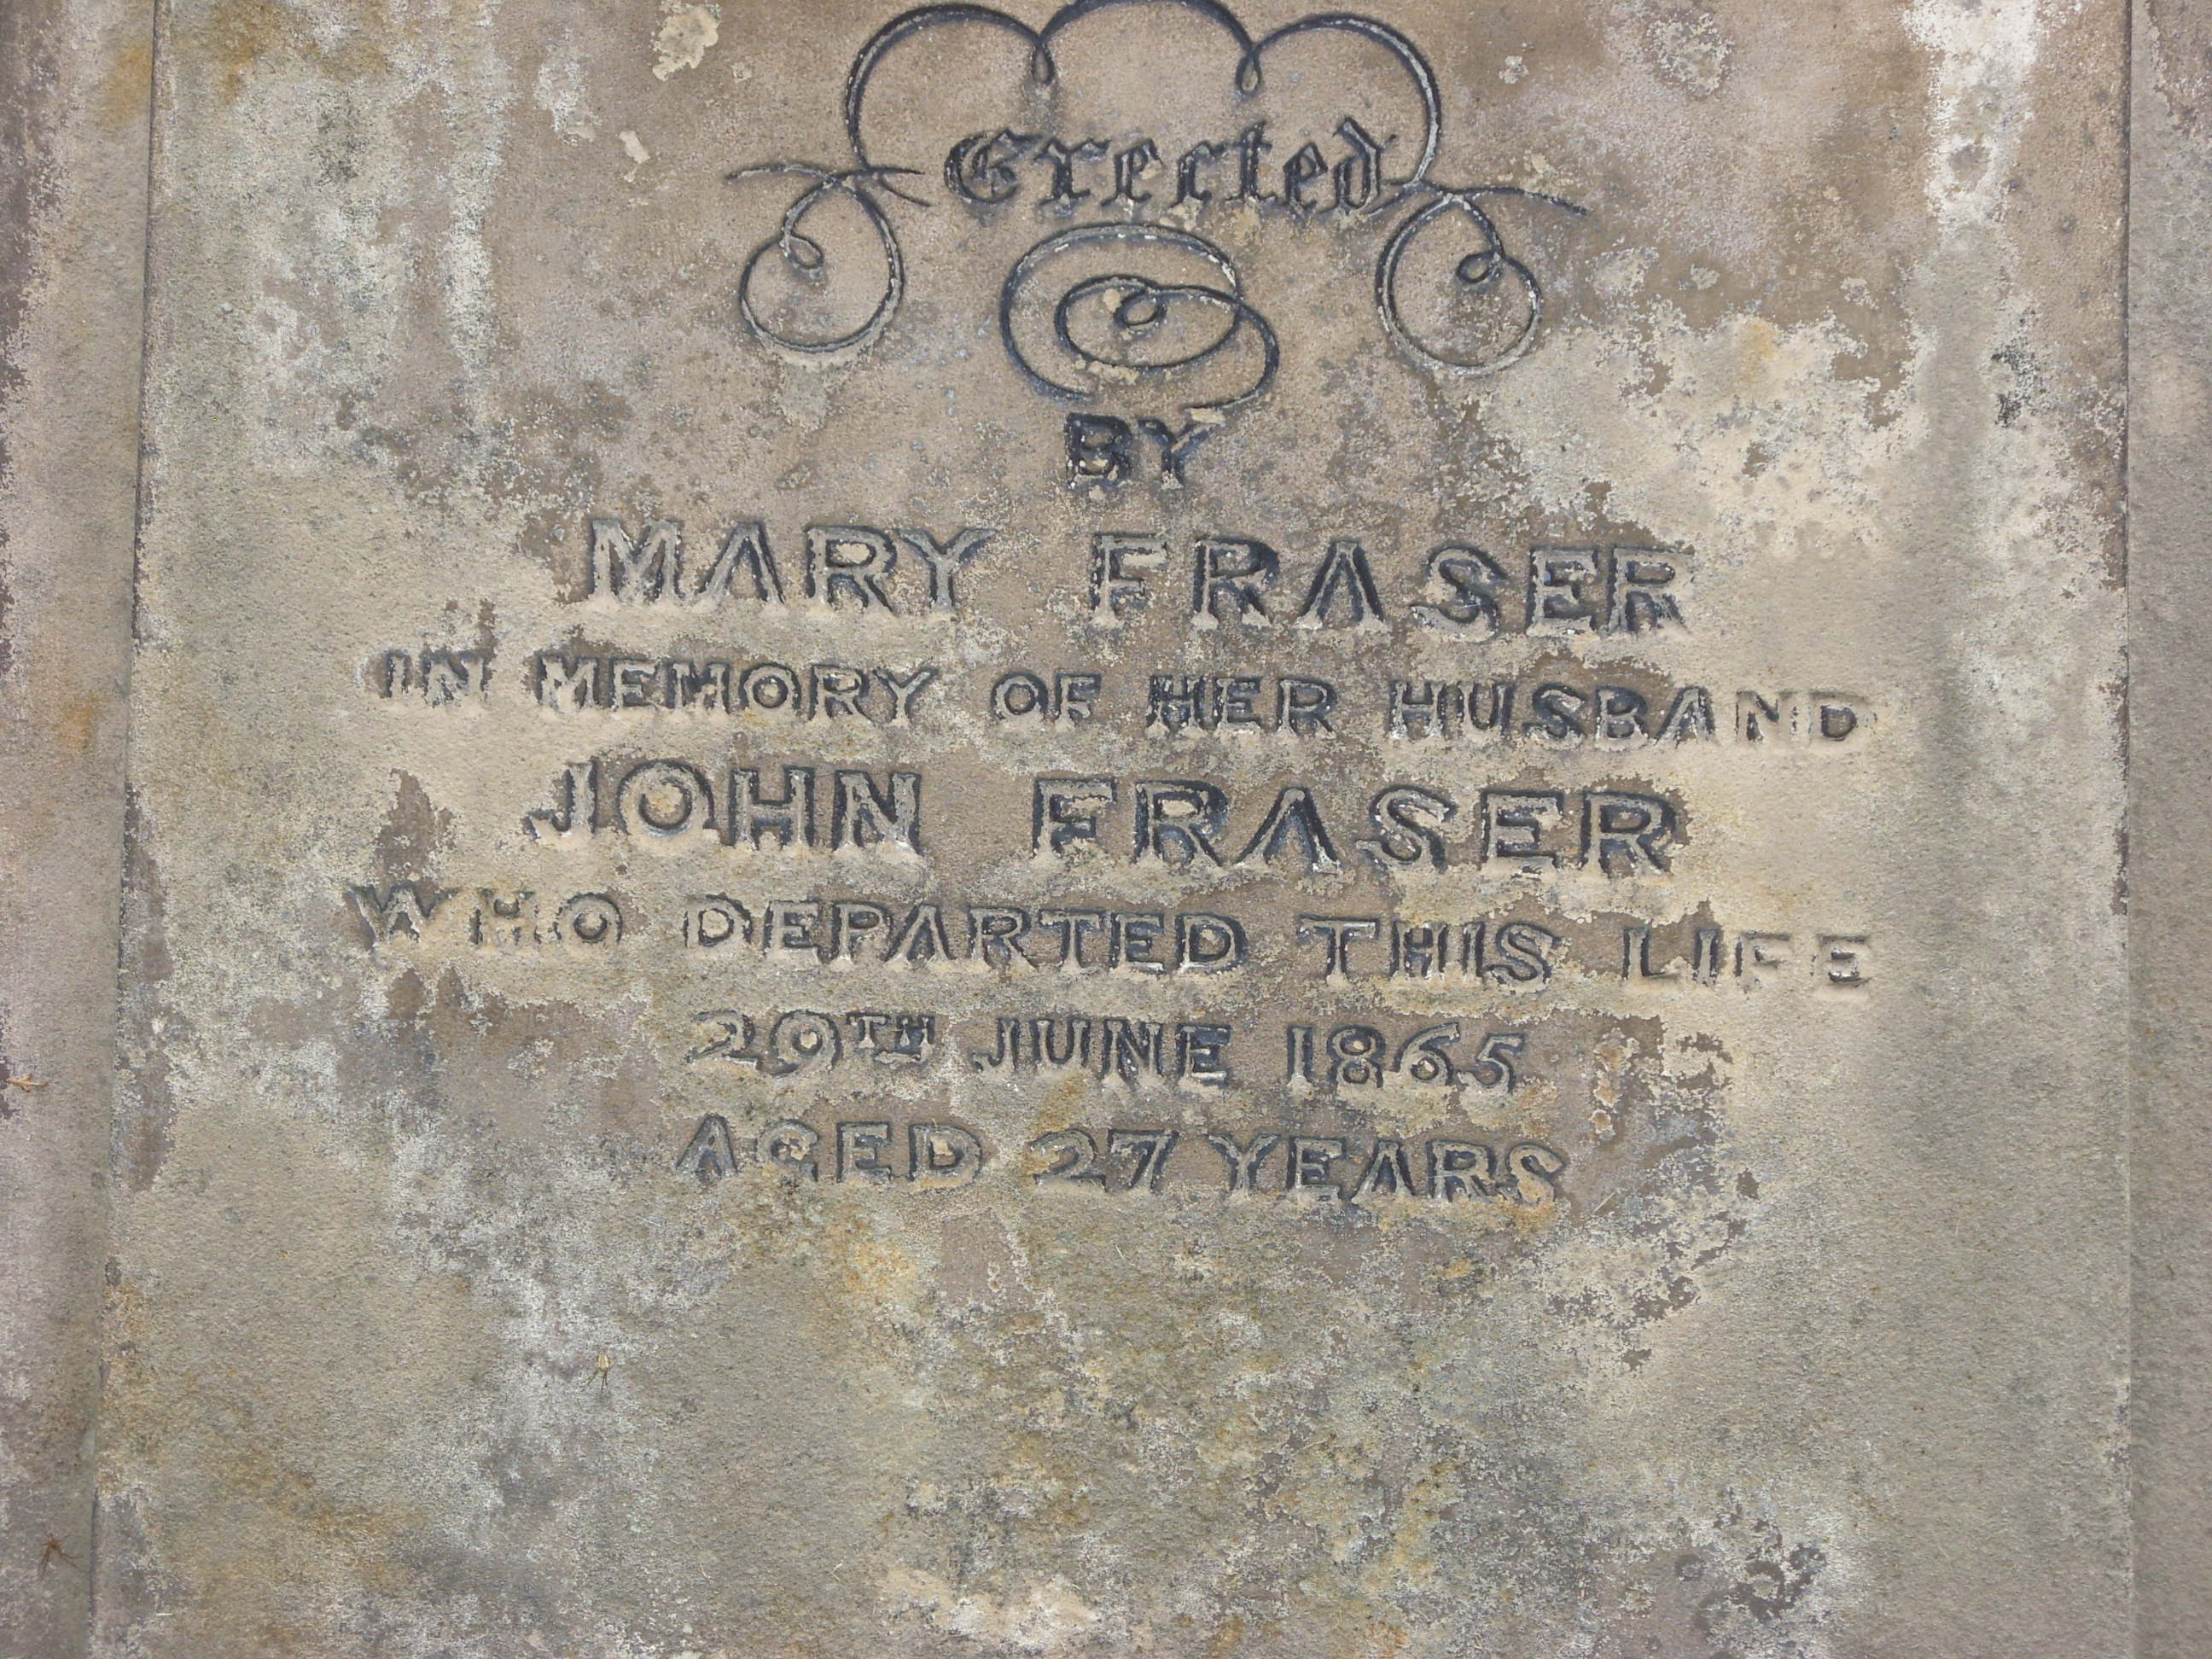 Erected
BY
MARY FRASER
IN MEMORY OF HER HUSBAND
JOHN FRASER
WHO DEPARTED THIS LIFE
20TH JUNE 1865
AGED 27 YEARS